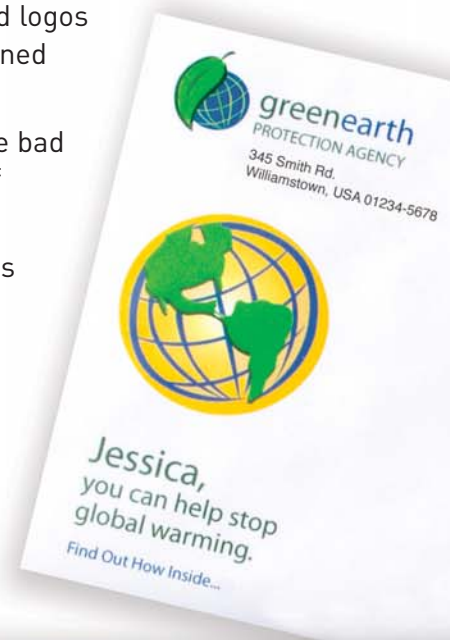 d logos
ned
e bad
s
greenearth
PROTECTION AGENCY
345 Smith Rd.
Williamstown, USA 01234-5678
Jessica,
you can help stop
global warming.
Find Out How Inside...